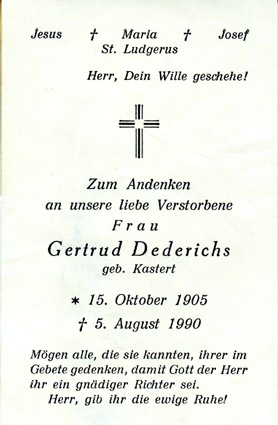 Jesus † Maria † Josef
St. Ludgerus
Herr, Dein Wille geschehe!
Zum Andenken
an unsere liebe Verstorbene
Frau
Gertrud Dederichs
geb. Kastert
* 15. Oktober 1905
† 5. August 1990
Mögen alle, die sie kannten, ihrer im
Gebete gedenken, damit Gott der Herr
ihr ein gnädiger Richter sei.
Herr, gib ihr die ewige Ruhe!